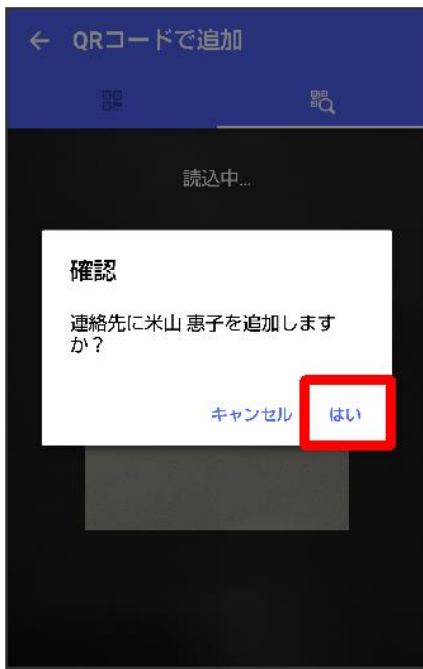 ← QRコードで追加
読込中...
確認
連絡先に米山 惠子を追加します
か？
キャンセル
はい